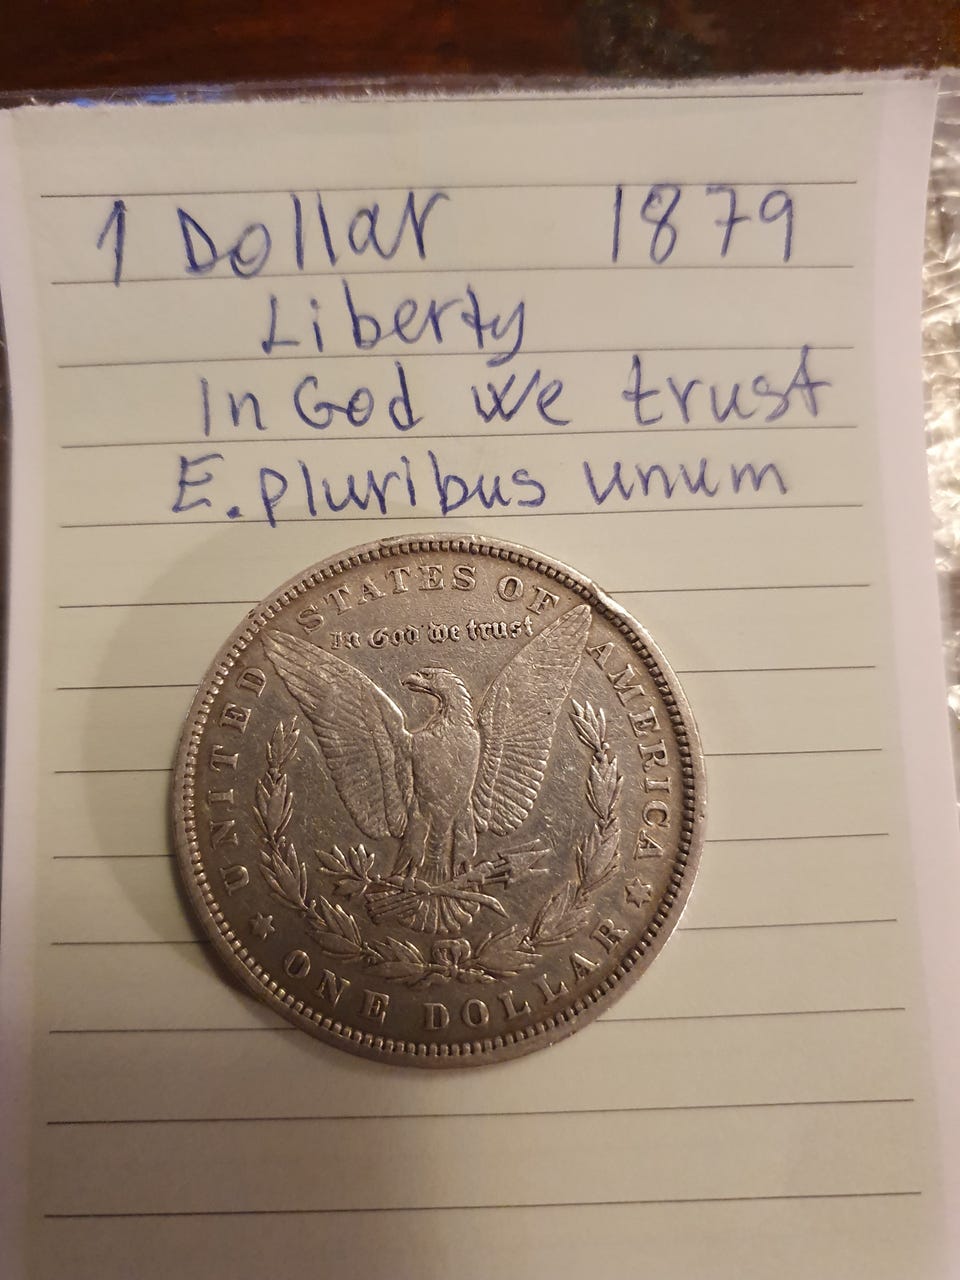 1 Dollar 1879
Liberty
In God we trust
E. pluribus unum
UNITED STATES OF AMERICA
In God We trust
ONE DOLLAR